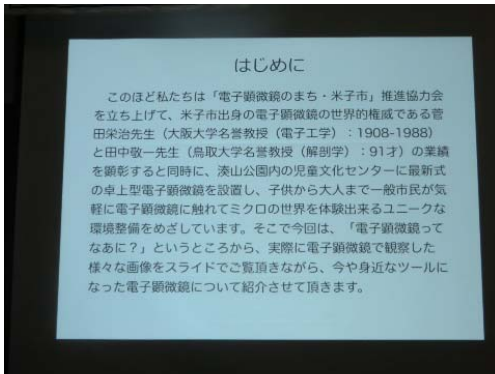 はじめに
このほど私たちは「電子顕微鏡のまち・米子市」推進協力会
を立ち上げて、米子市出身の電子顕微鏡の世界的権威である菅
田栄治先生（大阪大学名誉教授（電子工学）：1908-1988）
と田中敬一先生（鳥取大学名誉教授（解剖学）：91才）の業績
を顕彰すると同時に、湊山公園内の児童文化センターに最新式
の卓上型電子顕微鏡を設置し、子供から大人まで一般市民が気
軽に電子顕微鏡に触れてミクロの世界を体験出来るユニークな
環境整備をめざしています。そこで今回は、「電子顕微鏡って
なあに？」というところから、実際に電子顕微鏡で観察した
様々な画像をスライドでご覧頂きながら、今や身近なツールに
なった電子顕微鏡について紹介させて頂きます。